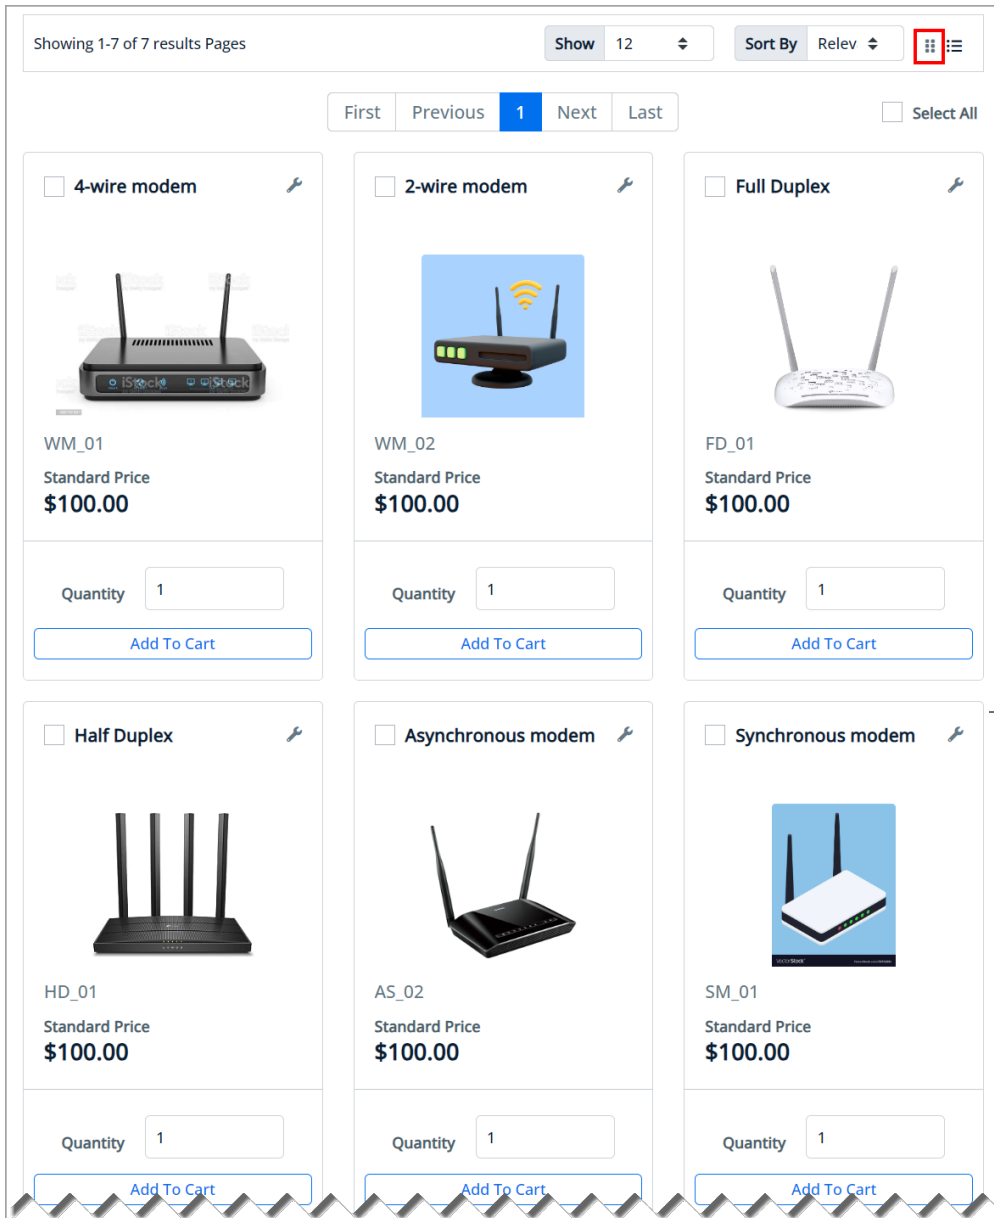 Showing 1-7 of 7 results Pages
Show 12
Sort By Relev
First Previous 1 Next Last
Select All
4-wire modem
2-wire modem
Full Duplex
iStock
iStock
WM_01
WM_02
FD_01
Standard Price
$100.00
Standard Price
$100.00
Standard Price
$100.00
Quantity 1
Quantity 1
Quantity 1
Add To Cart
Add To Cart
Add To Cart
Half Duplex
Asynchronous modem
Synchronous modem
VectorStock
HD_01
AS_02
SM_01
Standard Price
$100.00
Standard Price
$100.00
Standard Price
$100.00
Quantity 1
Quantity 1
Quantity 1
Add To Cart
Add To Cart
Add To Cart